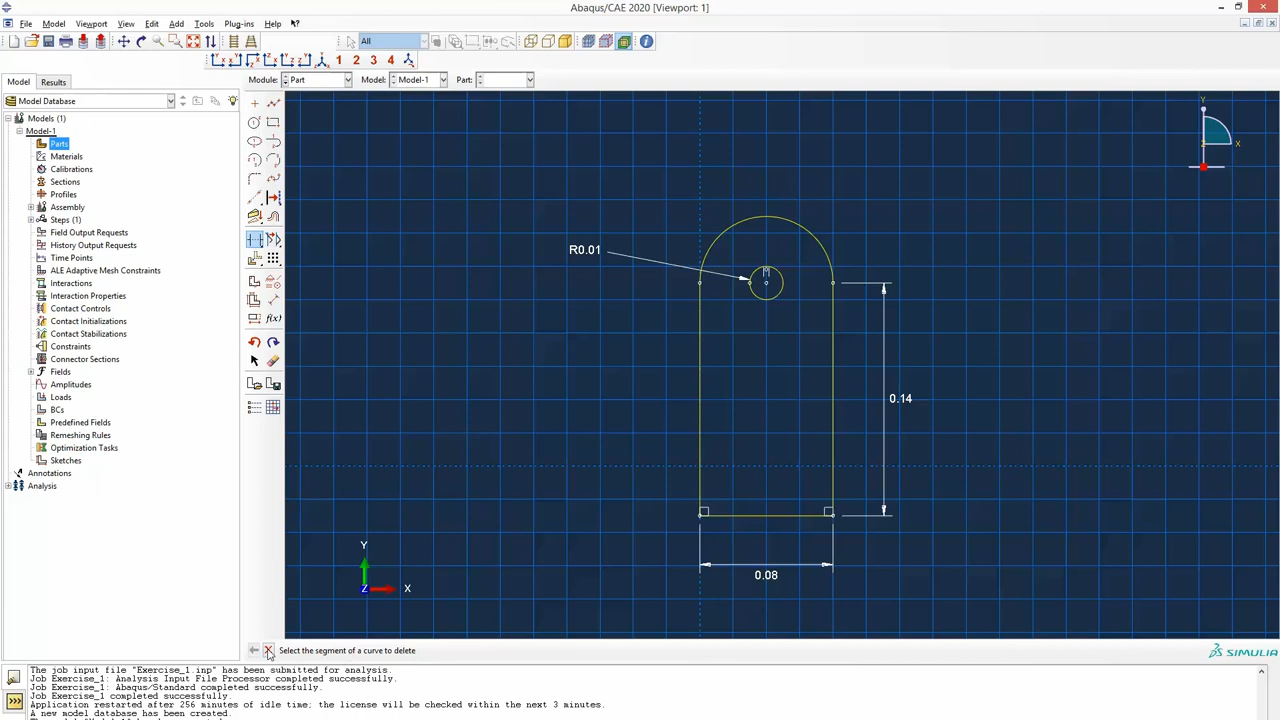 Abaqus/CAE 2020 [Viewport: 1]
File Model Viewport View Edit Add Tools Plug-ins Help
All
1 2 3 4
Model Results
Module: Part Model: Model-1 Part:
Model Database
Models (1)
Model-1
Parts
Materials
Calibrations
Sections
Profiles
Assembly
Steps (1)
Field Output Requests
History Output Requests
Time Points
ALE Adaptive Mesh Constraints
Interactions
Interaction Properties
Contact Controls
Contact Initializations
Contact Stabilizations
Constraints
Connector Sections
Fields
Amplitudes
Loads
BCs
Predefined Fields
Remeshing Rules
Optimization Tasks
Sketches
Annotations
Analysis
f(x)
Y
X
R0.01
0.14
0.08
Y
Z X
Select the segment of a curve to delete
SIMULIA
The job input file "Exercise_1.inp" has been submitted for analysis.
Job Exercise_1: Analysis Input File Processor completed successfully.
Job Exercise_1: Abaqus/Standard completed successfully.
Job Exercise_1 completed successfully.
Application restarted after 256 minutes of idle time; the license will be checked within the next 3 minutes.
A new model database has been created.